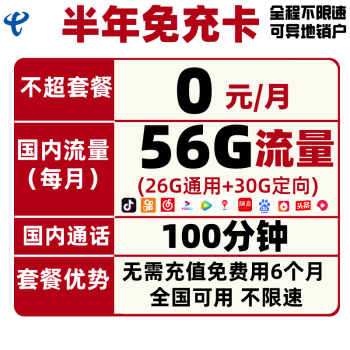 半年免充卡
全程不限速
可异地销户
不超套餐
0 元/月
国内流量
(每月)
56G流量
(26G通用+30G定向)
国内通话
100分钟
套餐优势
无需充值免费用6个月
全国可用 不限速